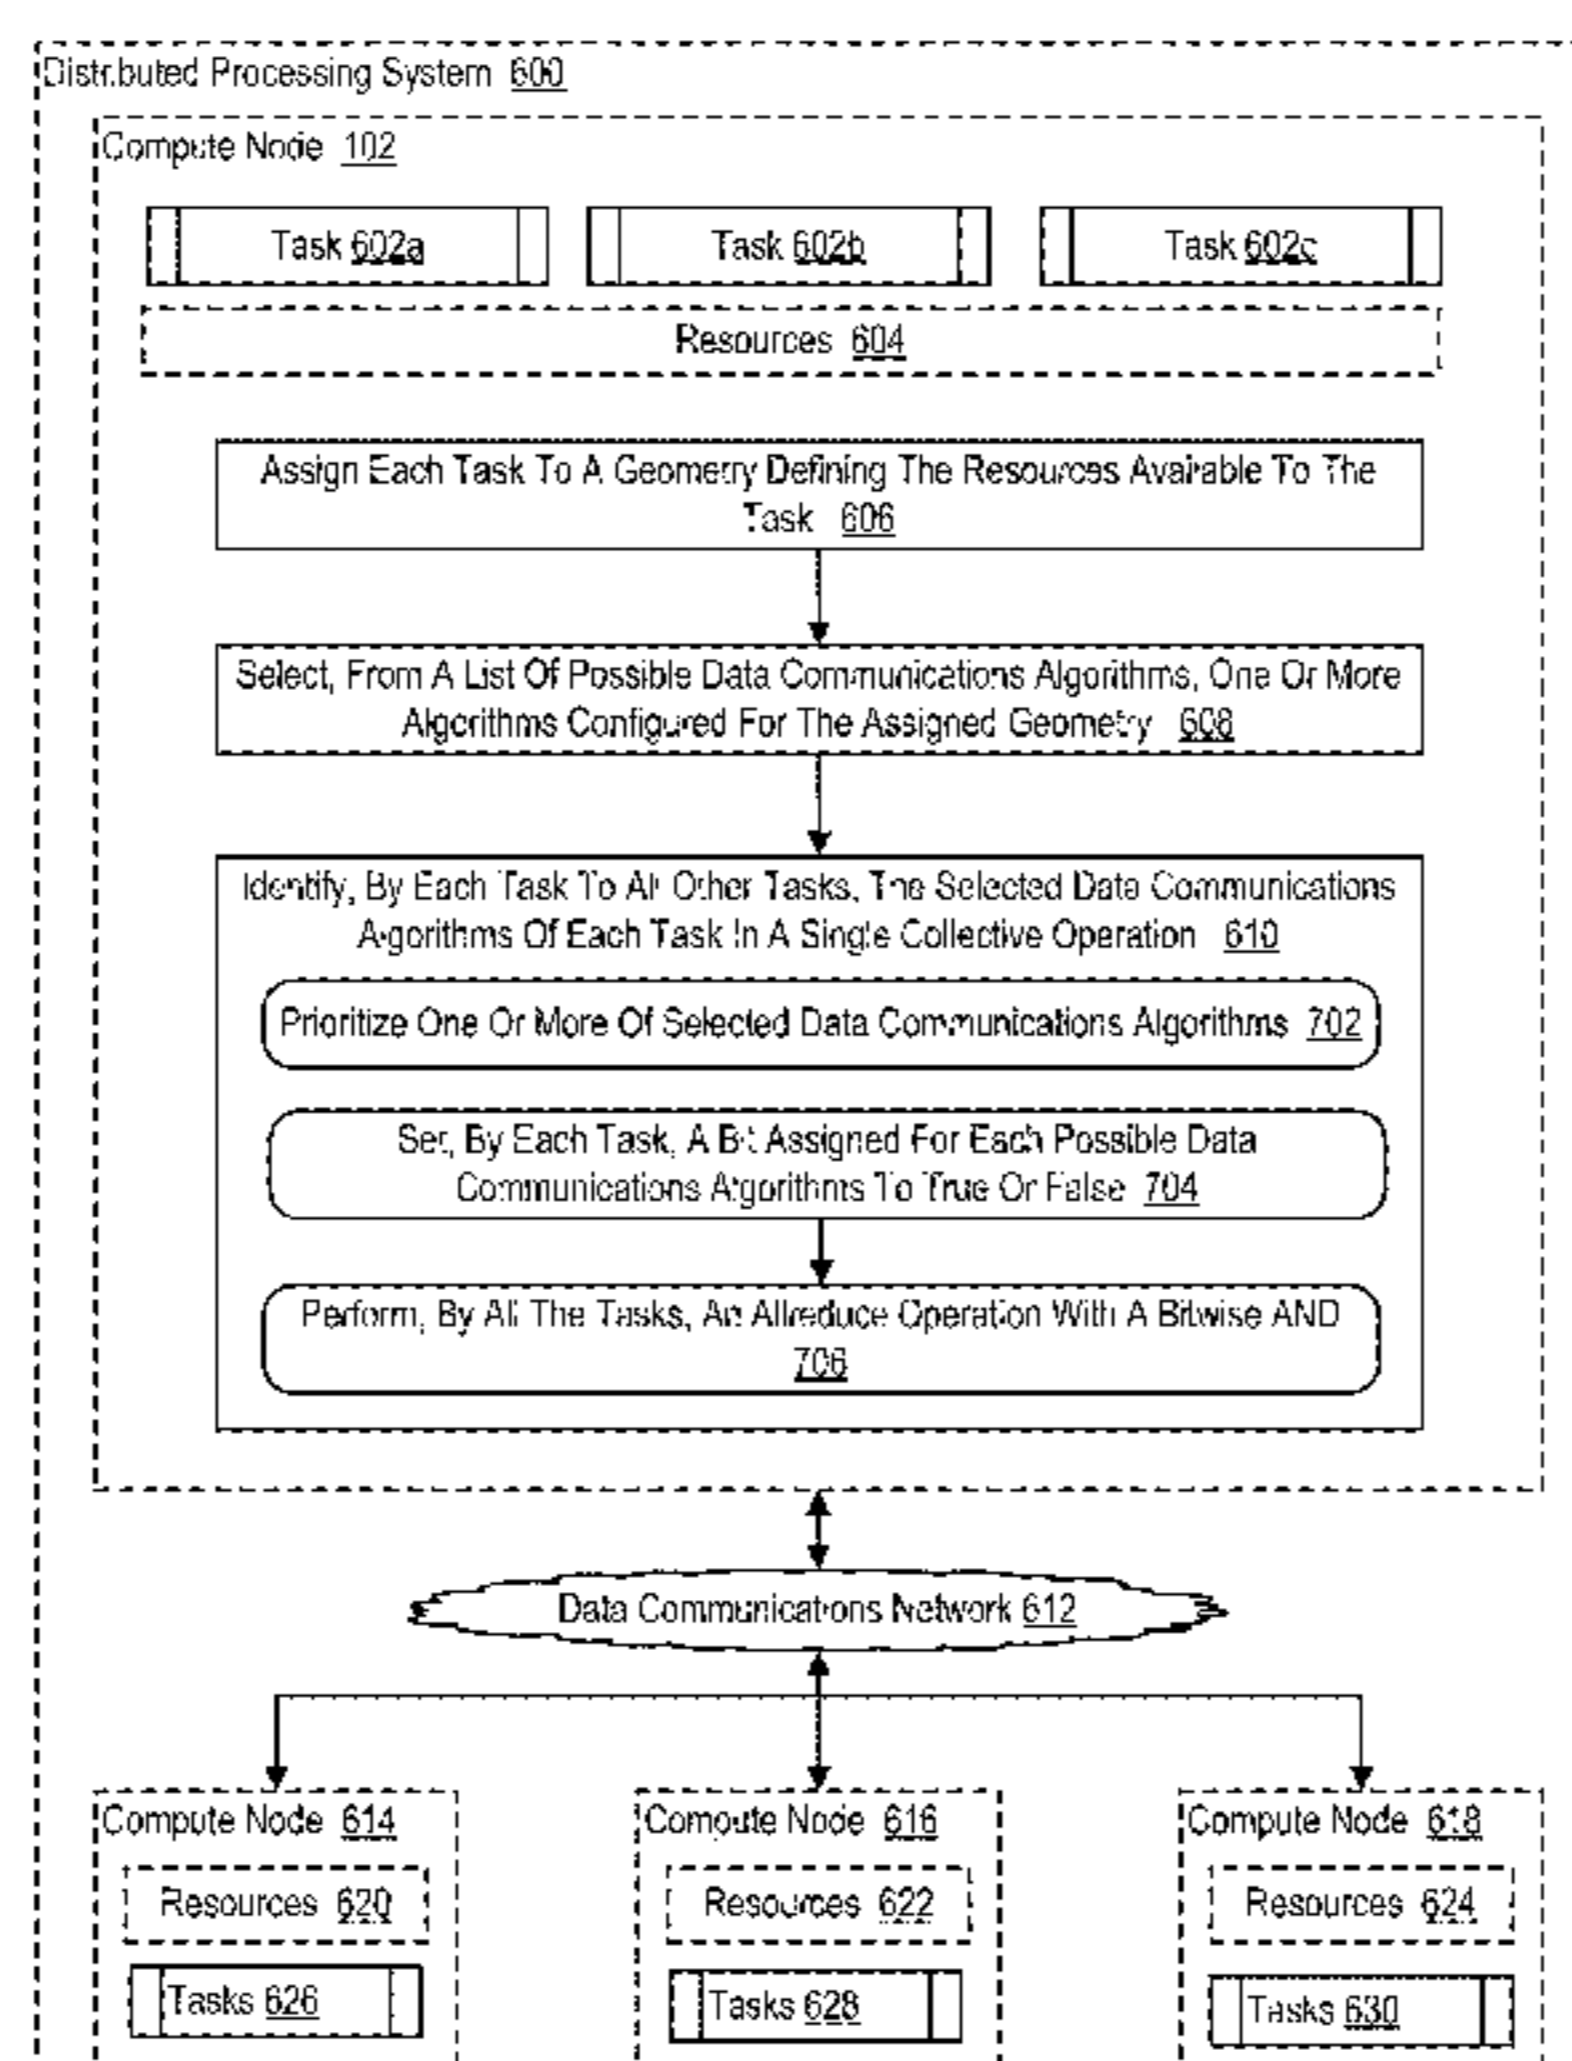 Distributed Processing System 600
Compute Node 102
Task 602a
Task 602b
Task 602c
Resources 604
Assign Each Task To A Geometry Defining The Resources Available To The
Task 606
Select, From A List Of Possible Data Communications Algorithms, One Or More
Algorithms Configured For The Assigned Geometry 608
Identify, By Each Task To All Other Tasks, The Selected Data Communications
Algorithms Of Each Task In A Single Collective Operation 610
Prioritize One Or More Of Selected Data Communications Algorithms 702
Set, By Each Task, A Bit Assigned For Each Possible Data
Communications Algorithms To True Or False 704
Perform, By All The Tasks, An Allreduce Operation With A Bitwise AND
706
Data Communications Network 612
Compute Node 614
Compute Node 616
Compute Node 618
Resources 620
Resources 622
Resources 624
Tasks 626
Tasks 628
Tasks 630